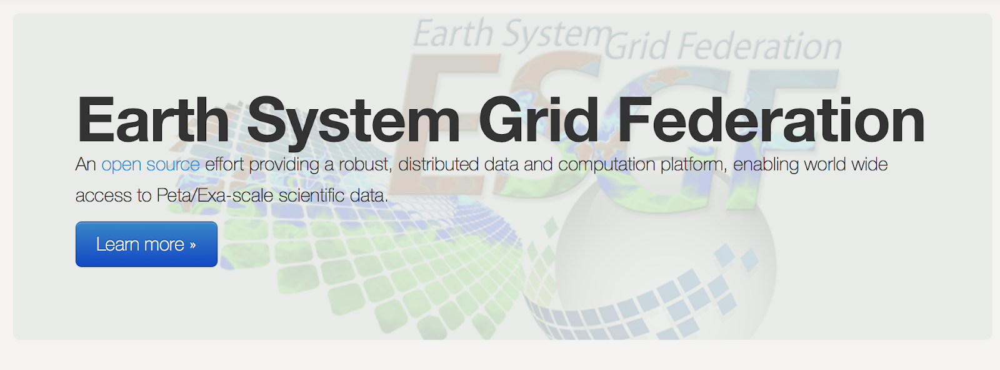 Earth System Grid Federation
ESGF
Earth System Grid Federation
An open source effort providing a robust, distributed data and computation platform, enabling world wide
access to Peta/Exa-scale scientific data.
Learn more »